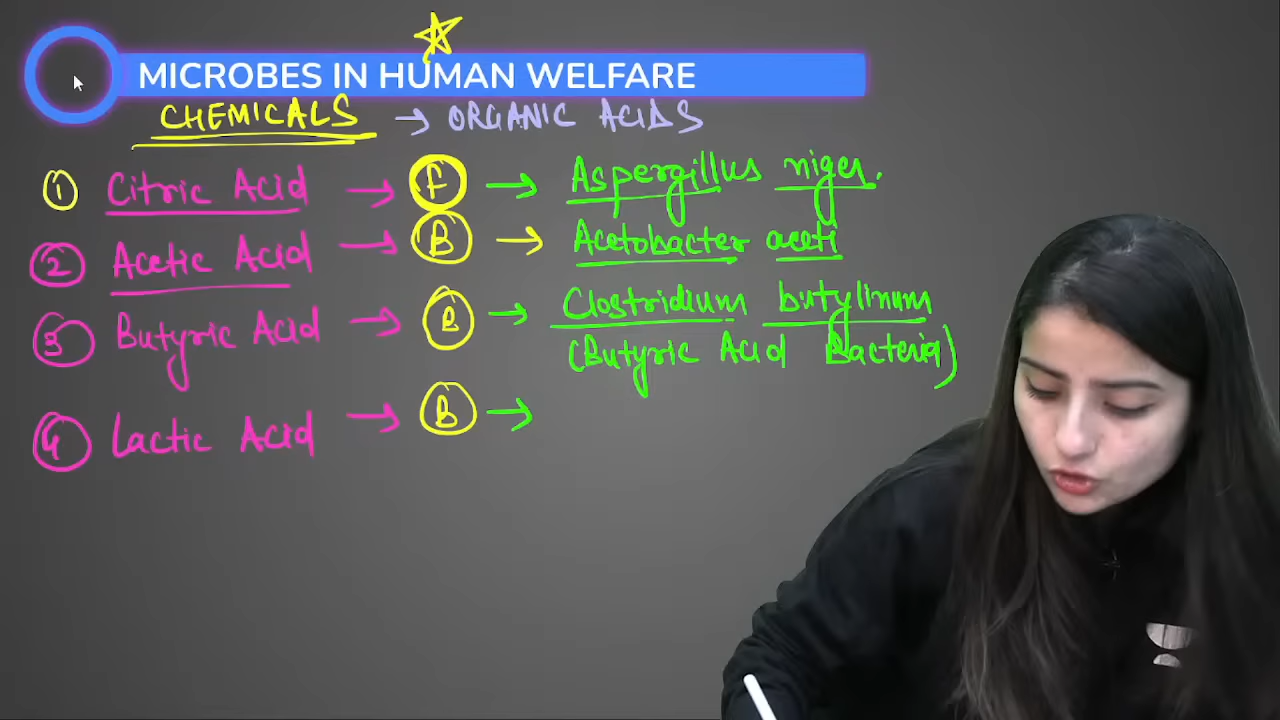 MICROBES IN HUMAN WELFARE
CHEMICALS → ORGANIC ACIDS
① Citric Acid → F → Aspergillus niger.
② Acetic Acid → B → Acetobacter aceti
③ Butyric Acid → B → Clostridium butylinum
(Butyric Acid Bacteria)
④ Lactic Acid → B →